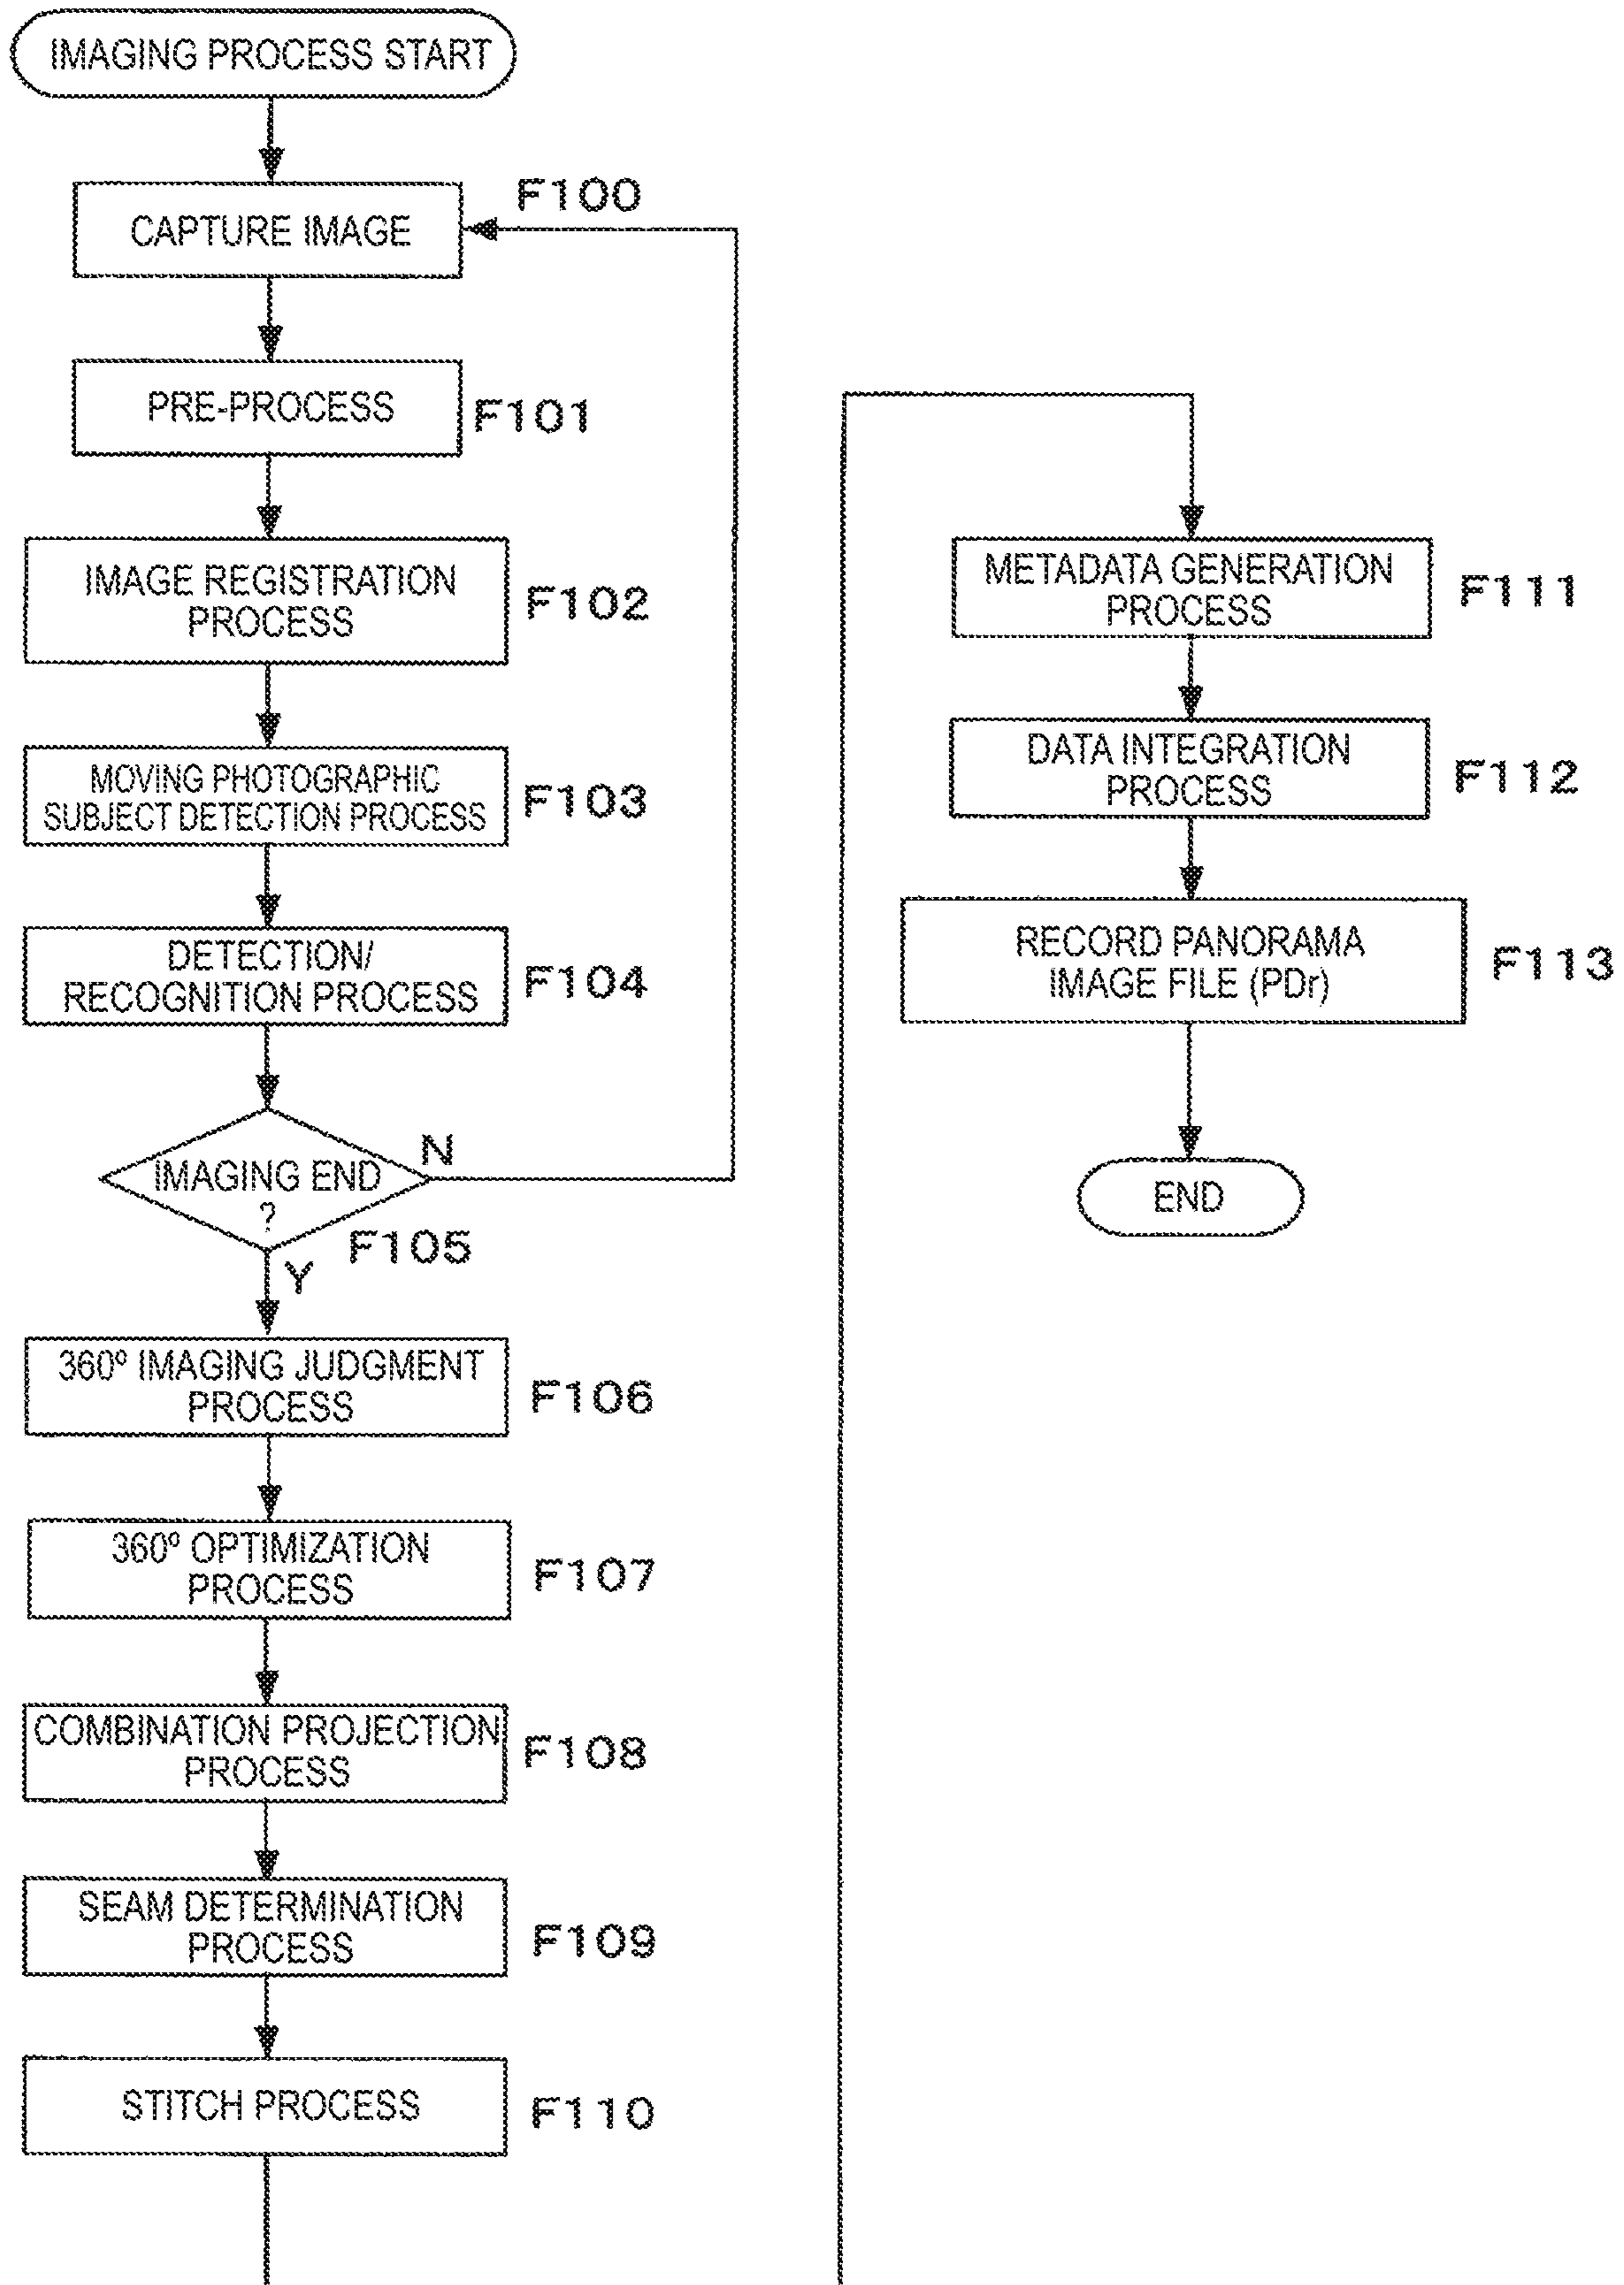 IMAGING PROCESS START
F100
CAPTURE IMAGE
PRE-PROCESS
F101
IMAGE REGISTRATION
PROCESS
F102
MOVING PHOTOGRAPHIC
SUBJECT DETECTION PROCESS
F103
DETECTION/
RECOGNITION PROCESS
F104
N
IMAGING END
?
F105
Y
360º IMAGING JUDGMENT
PROCESS
F106
360º OPTIMIZATION
PROCESS
F107
COMBINATION PROJECTION
PROCESS
F108
SEAM DETERMINATION
PROCESS
F109
STITCH PROCESS
F110
METADATA GENERATION
PROCESS
F111
DATA INTEGRATION
PROCESS
F112
RECORD PANORAMA
IMAGE FILE (PDr)
F113
END